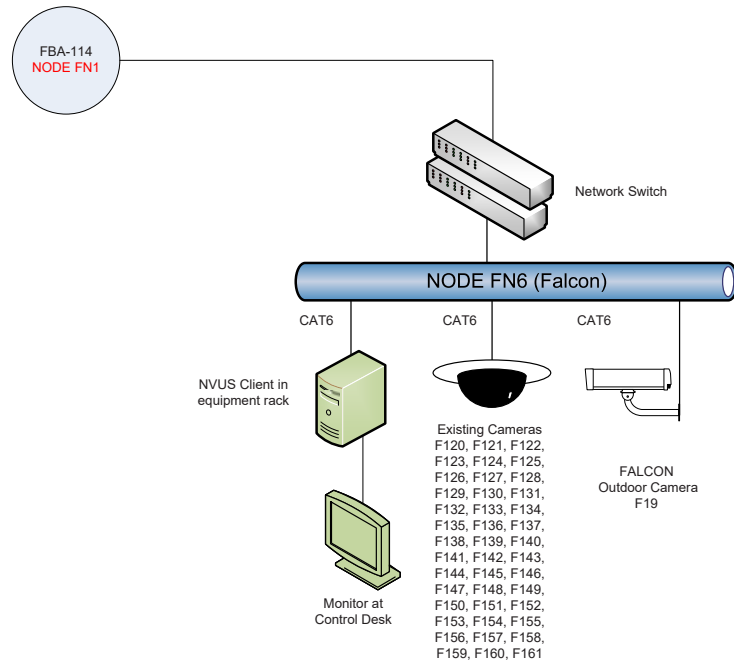 FBA-114
NODE FN1
Network Switch
NODE FN6 (Falcon)
CAT6
CAT6
CAT6
NVUS Client in
equipment rack
Monitor at
Control Desk
Existing Cameras
F120, F121, F122,
F123, F124, F125,
F126, F127, F128,
F129, F130, F131,
F132, F133, F134,
F135, F136, F137,
F138, F139, F140,
F141, F142, F143,
F144, F145, F146,
F147, F148, F149,
F150, F151, F152,
F153, F154, F155,
F156, F157, F158,
F159, F160, F161
FALCON
Outdoor Camera
F19